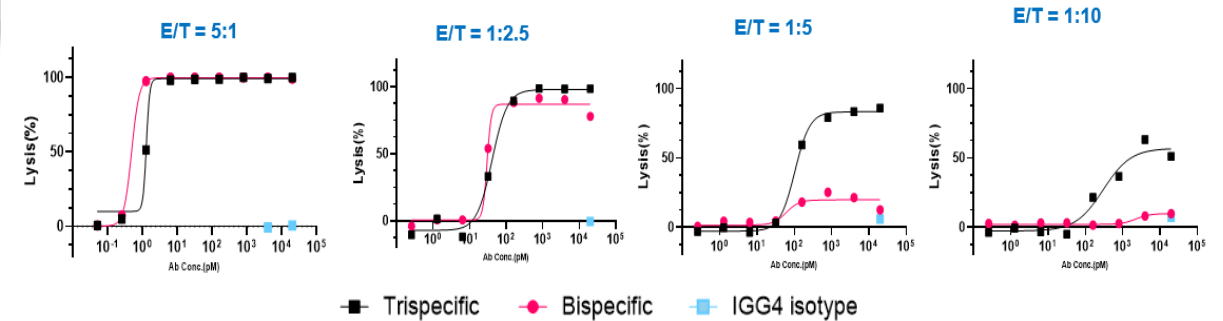 E/T = 5:1
E/T = 1:2.5
E/T = 1:5
E/T = 1:10
Lysis(%)
100
50
0
10-1 100 101 102 103 104 105
Ab Conc.(pM)
Lysis(%)
100
50
0
100 101 102 103 104 105
Ab Conc.(pM)
Lysis(%)
100
50
0
100 101 102 103 104 105
Ab Conc.(pM)
Lysis(%)
100
50
0
100 101 102 103 104 105
Ab Conc.(pM)
Trispecific Bispecific IGG4 isotype